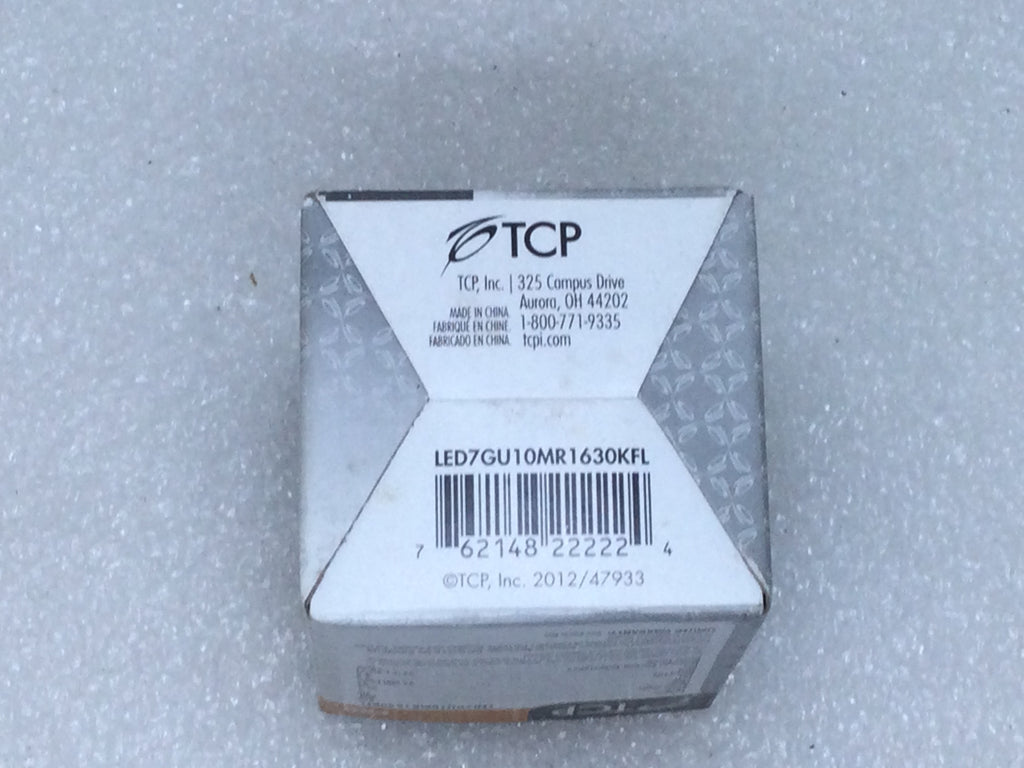 TCP
TCP, Inc. | 325 Campus Drive
Aurora, OH 44202
MADE IN CHINA. 1-800-771-9335
FABRIQUÉ EN CHINE. tcpi.com
FABRICADO EN CHINA.
LED7GU10MR1630KFL
7 62148 22222 4
©TCP, Inc. 2012/47933
TCP